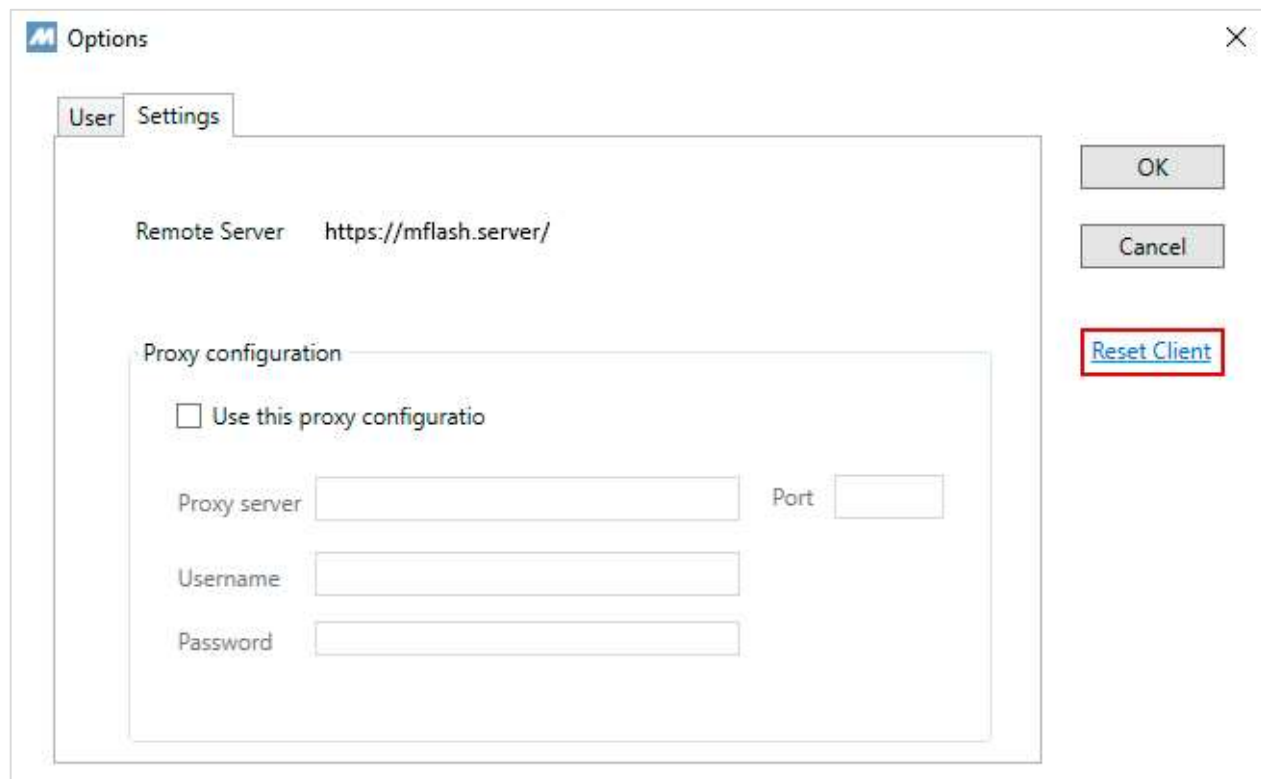 Options
User
Settings
OK
Remote Server https://mflash.server/
Cancel
Proxy configuration
Reset Client
Use this proxy configuratio
Proxy server
Port
Username
Password